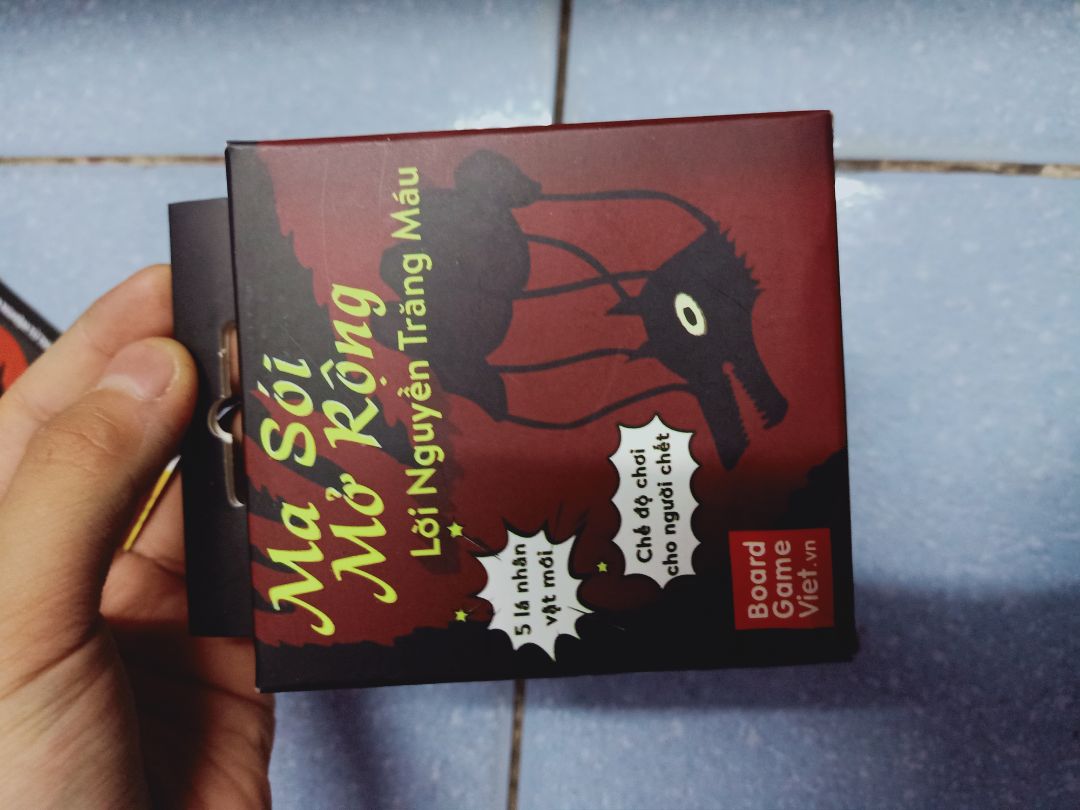 Ma Sói
Mở Rộng
Lời Nguyền Trăng Máu
5 lá nhân
vật mới
Chế độ chơi
cho người chết
Board
Game
Viet.vn